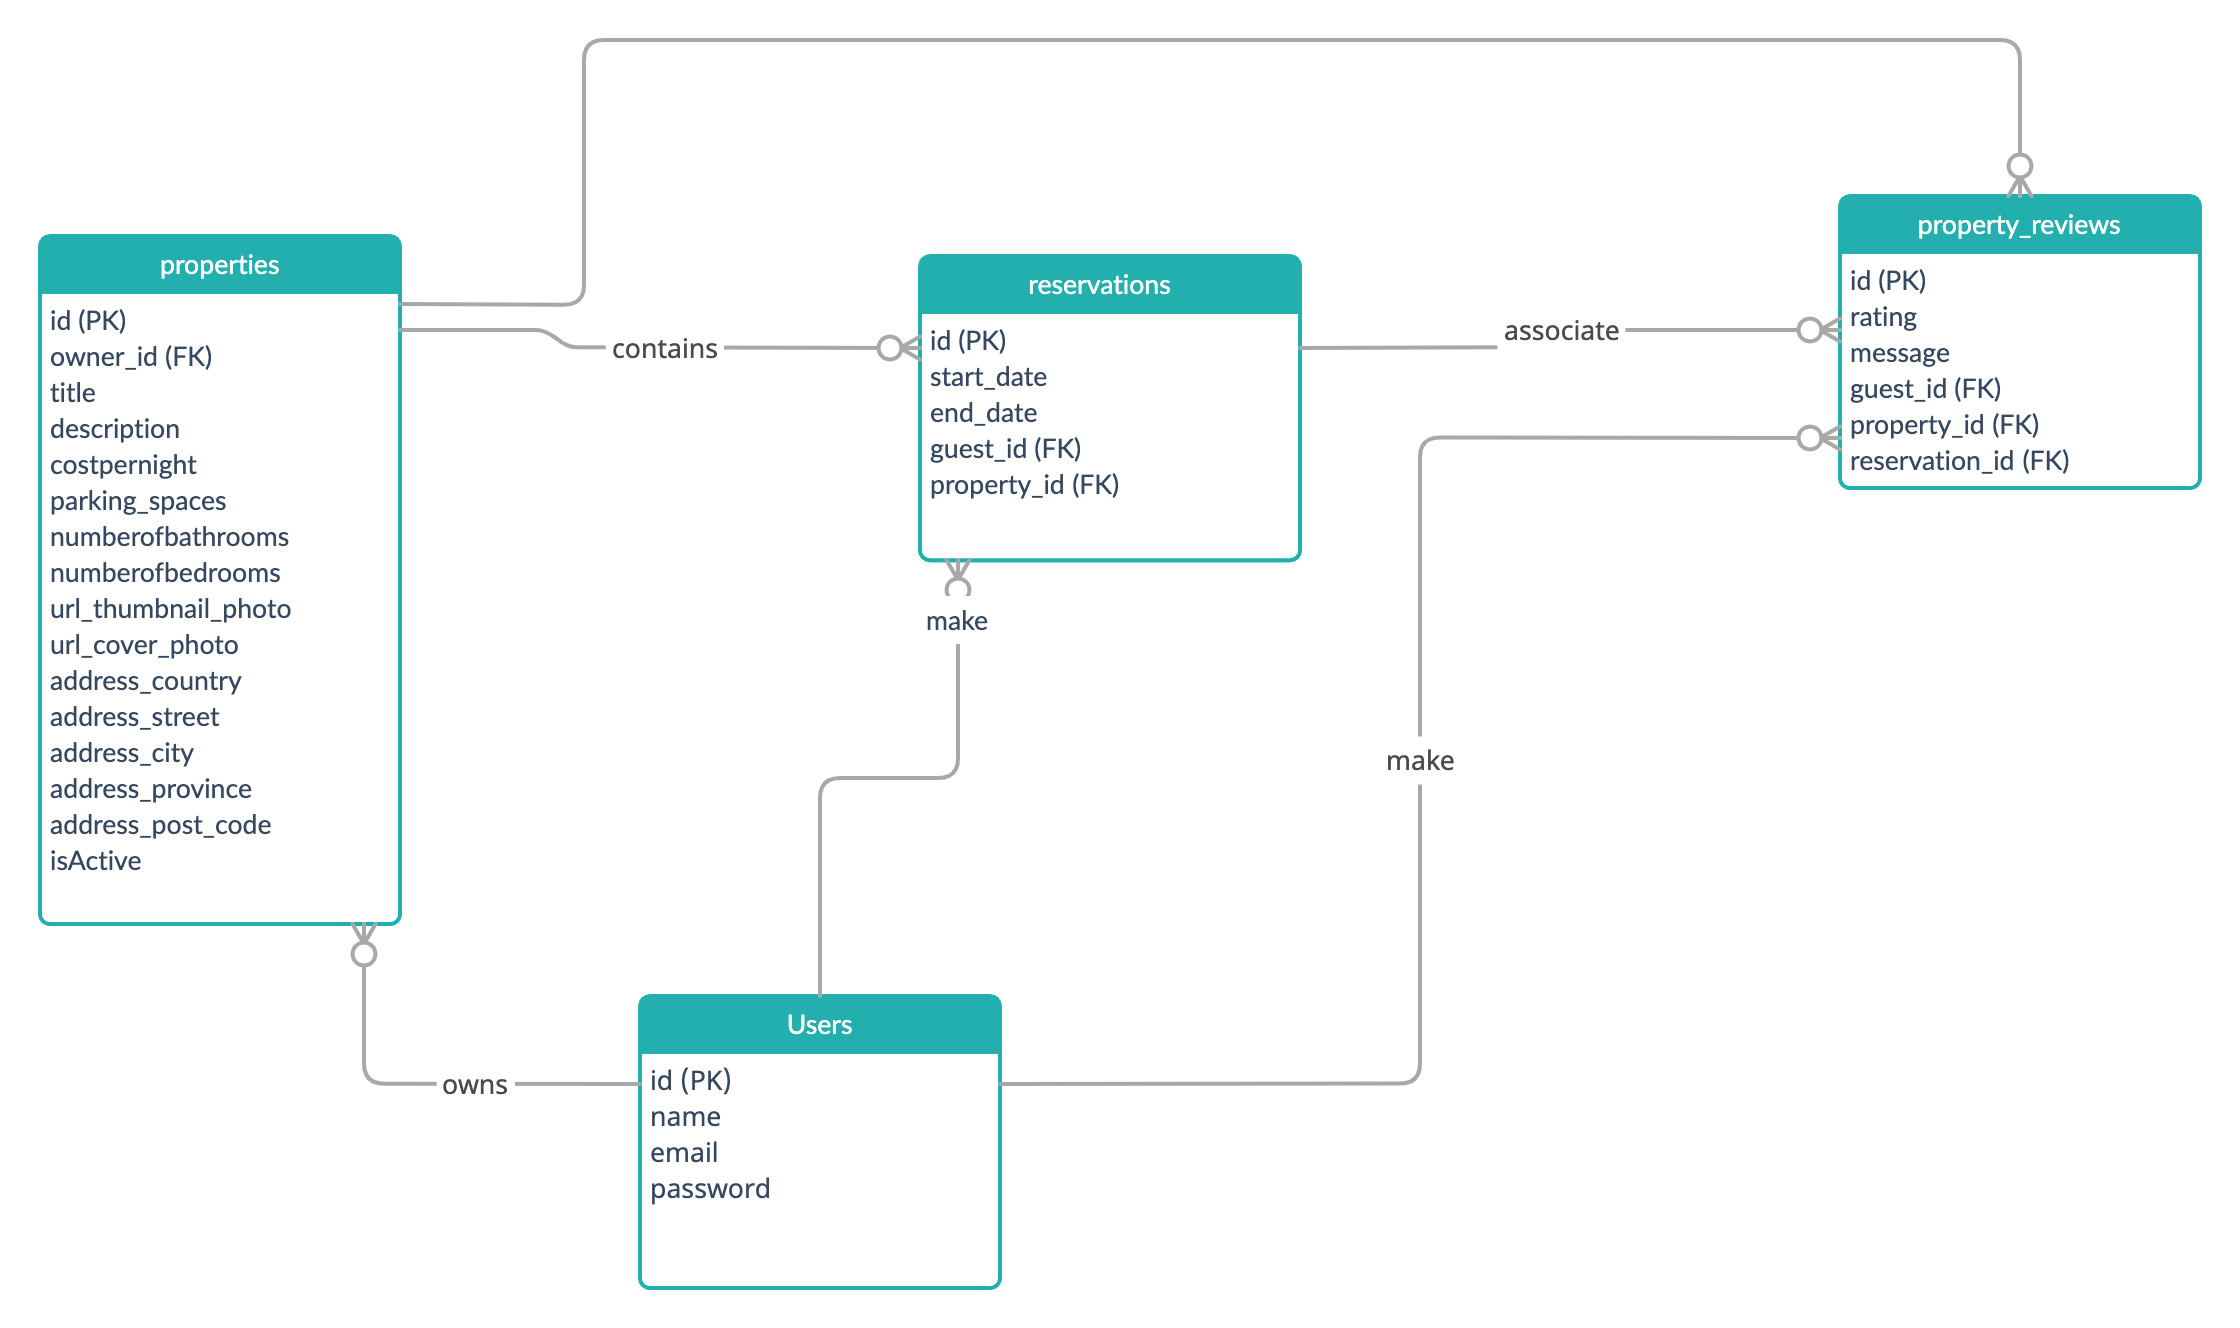 properties
id (PK)
owner_id (FK)
title
description
costpernight
parking_spaces
numberofbathrooms
numberofbedrooms
url_thumbnail_photo
url_cover_photo
address_country
address_street
address_city
address_province
address_post_code
isActive
contains
reservations
id (PK)
start_date
end_date
guest_id (FK)
property_id (FK)
associate
property_reviews
id (PK)
rating
message
guest_id (FK)
property_id (FK)
reservation_id (FK)
make
make
owns
Users
id (PK)
name
email
password